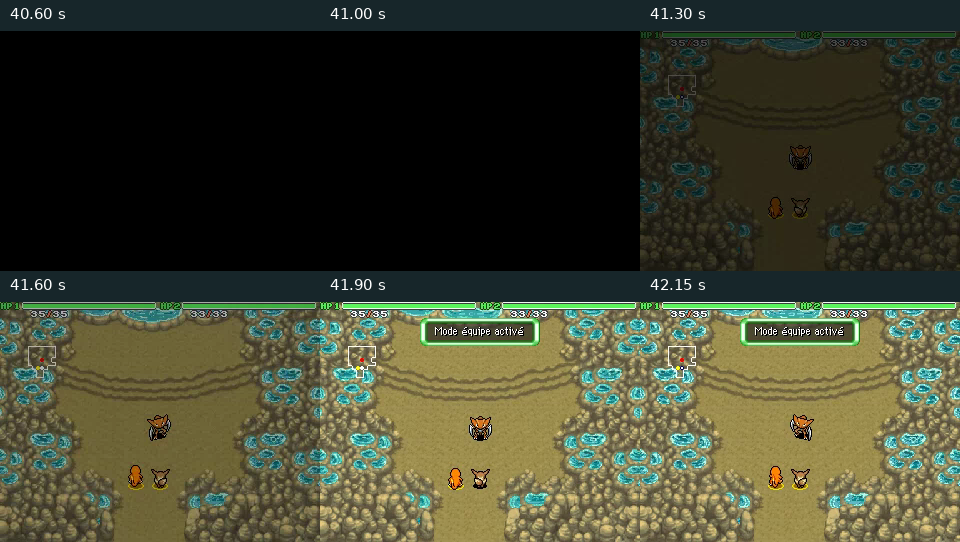 40.60 s
41.00 s
41.30 s
HP1
HP2
35/35
33/33
41.60 s
41.90 s
42.15 s
HP1
HP2
35/35
33/33
HP1
HP2
35/35
33/33
Mode équipe activé
HP1
HP2
35/35
33/33
Mode équipe activé